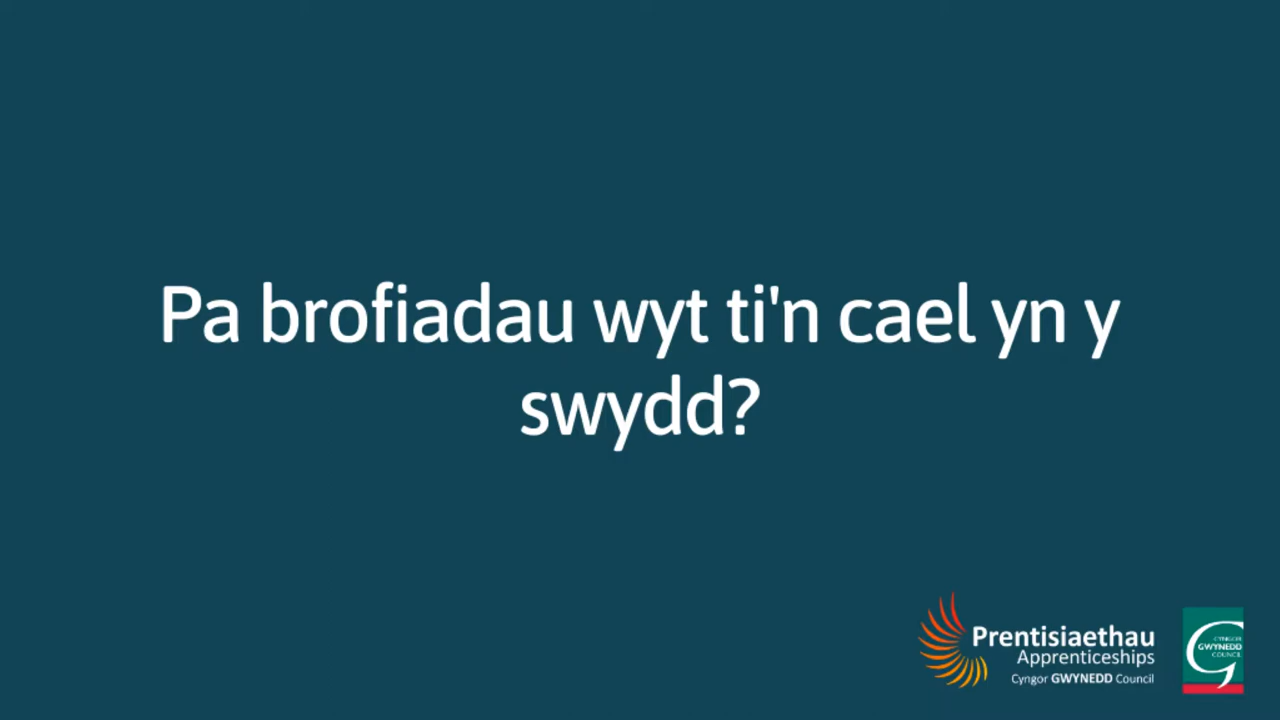 Pa brofiadau wyt ti'n cael yn y
swydd?
Prentisiaethau
Apprenticeships
Cyngor GWYNEDD Council
CYNGOR
GWYNEDD
COUNCIL